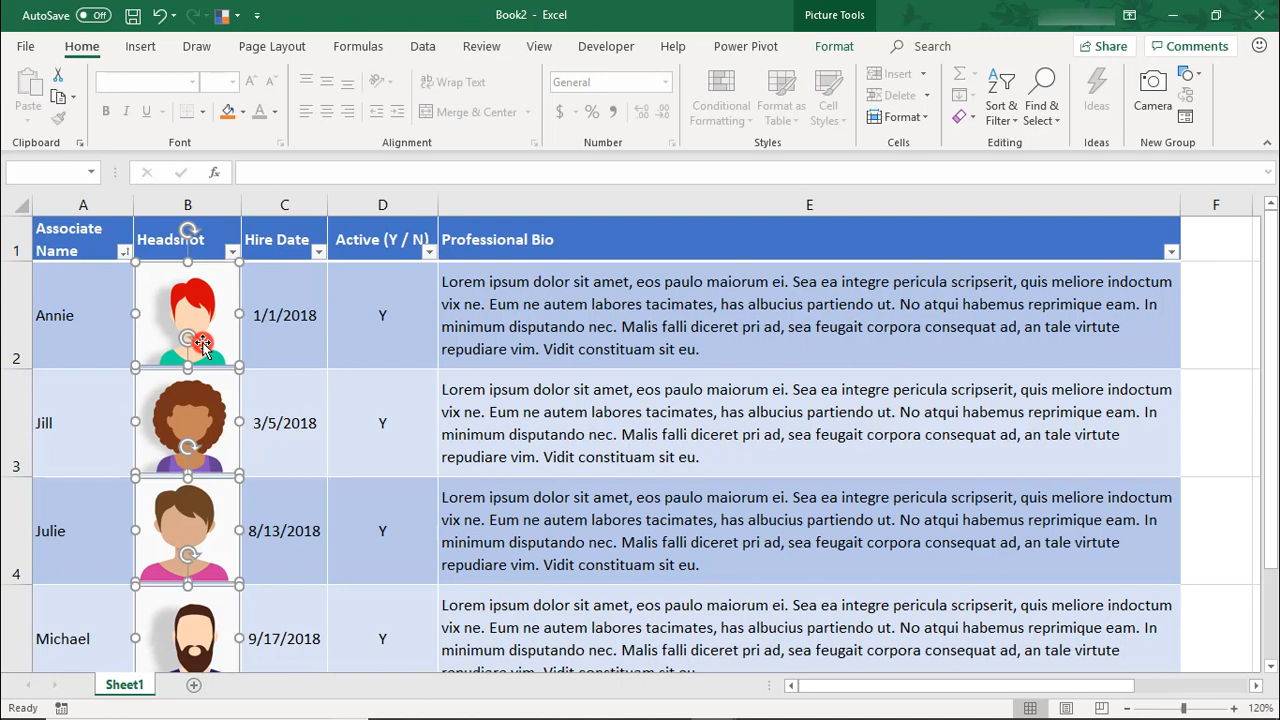 AutoSave Off
Book2 - Excel
Picture Tools
File Home Insert Draw Page Layout Formulas Data Review View Developer Help Power Pivot Format Search Share Comments
Paste
B I U A A A
Wrap Text
Merge & Center
General
$ % ,
Conditional Formatting
Format as Table
Cell Styles
Insert
Delete
Format
Sort & Filter
Find & Select
Ideas
Camera
Clipboard Font Alignment Number Styles Cells Editing Ideas New Group
fx
A B C D E F
1 Associate Name Headshot Hire Date Active (Y / N) Professional Bio
2 Annie 1/1/2018 Y
Lorem ipsum dolor sit amet, eos paulo maiorum ei. Sea ea integre pericula scripserit, quis meliore indoctum
vix ne. Eum ne autem labores tacimates, has albucius partiendo ut. No atqui habemus reprimique eam. In
minimum disputando nec. Malis falli diceret pri ad, sea feugait corpora consequat ad, an tale virtute
repudiare vim. Vidit constituam sit eu.
3 Jill 3/5/2018 Y
Lorem ipsum dolor sit amet, eos paulo maiorum ei. Sea ea integre pericula scripserit, quis meliore indoctum
vix ne. Eum ne autem labores tacimates, has albucius partiendo ut. No atqui habemus reprimique eam. In
minimum disputando nec. Malis falli diceret pri ad, sea feugait corpora consequat ad, an tale virtute
repudiare vim. Vidit constituam sit eu.
4 Julie 8/13/2018 Y
Lorem ipsum dolor sit amet, eos paulo maiorum ei. Sea ea integre pericula scripserit, quis meliore indoctum
vix ne. Eum ne autem labores tacimates, has albucius partiendo ut. No atqui habemus reprimique eam. In
minimum disputando nec. Malis falli diceret pri ad, sea feugait corpora consequat ad, an tale virtute
repudiare vim. Vidit constituam sit eu.
Michael 9/17/2018 Y
Lorem ipsum dolor sit amet, eos paulo maiorum ei. Sea ea integre pericula scripserit, quis meliore indoctum
vix ne. Eum ne autem labores tacimates, has albucius partiendo ut. No atqui habemus reprimique eam. In
minimum disputando nec. Malis falli diceret pri ad, sea feugait corpora consequat ad, an tale virtute
repudiare vim. Vidit constituam sit eu.
Sheet1
Ready
120%